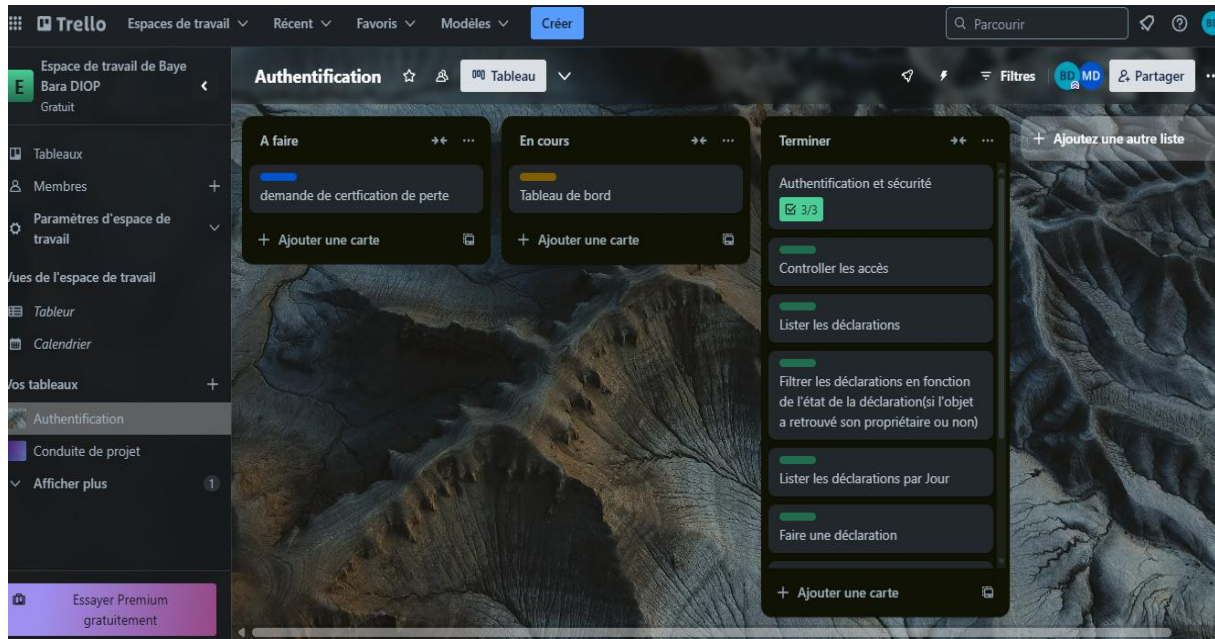 Trello
Espaces de travail
Récent
Favoris
Modèles
Créer
Parcourir
E
Espace de travail de Baye
Bara DIOP
Gratuit
Tableaux
Membres
Paramètres d'espace de
travail
Vues de l'espace de travail
Tableur
Calendrier
Vos tableaux
Authentification
Conduite de projet
Afficher plus
1
Essayer Premium
gratuitement
Authentification
Tableau
Filtres
BD
MD
Partager
A faire
demande de certfication de perte
Ajouter une carte
En cours
Tableau de bord
Ajouter une carte
Terminer
Authentification et sécurité
3/3
Controller les accès
Lister les déclarations
Filtrer les déclarations en fonction
de l'état de la déclaration(si l'objet
a retrouvé son propriétaire ou non)
Lister les déclarations par Jour
Faire une déclaration
Ajouter une carte
Ajoutez une autre liste